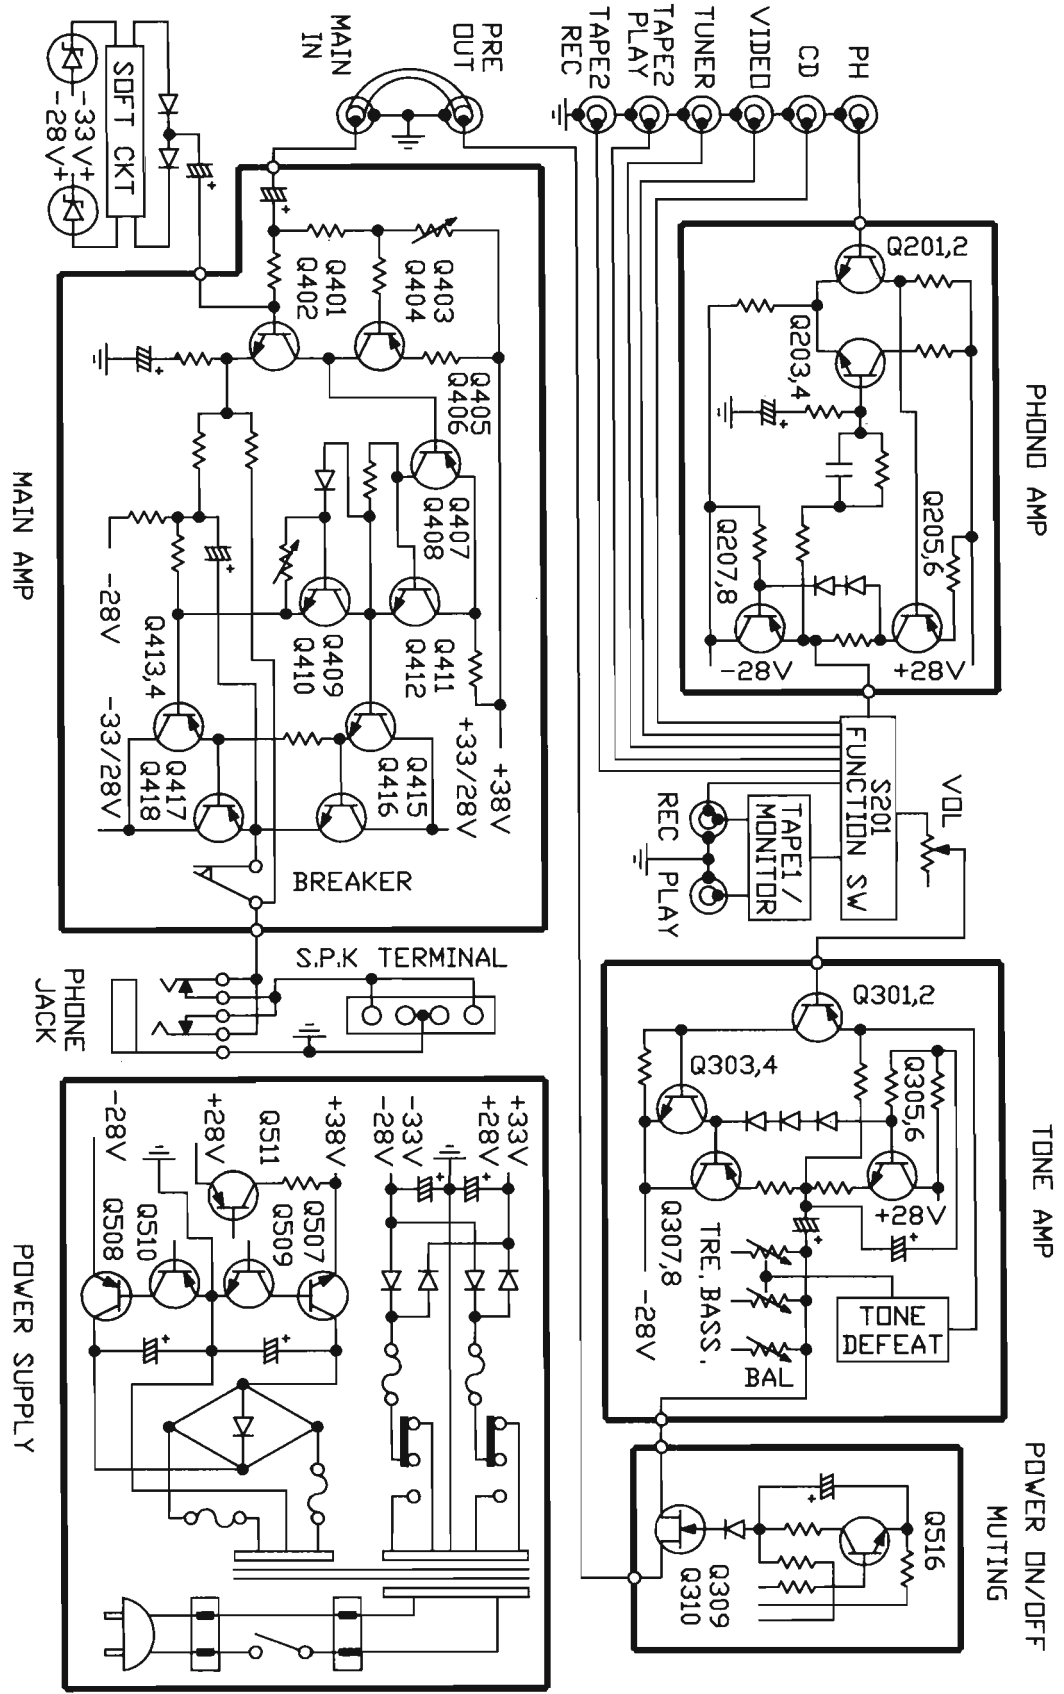 PH
CD
VIDEO
TUNER
TAPE2
PLAY
TAPE2
REC
PRE
OUT
MAIN
IN
SOFT CKT
-33V+
-28V+
PHONO AMP
Q201,2
Q203,4
Q205,6
Q207,8
-28V
+28V
FUNCTION SW
S201
VOL
TAPE1/
MONITOR
REC
PLAY
MAIN AMP
Q401
Q402
Q403
Q404
Q405
Q406
Q407
Q408
Q409
Q410
Q411
Q412
Q413,4
Q415
Q416
Q417
Q418
-28V
-33/28V
+33/28V
+38V
BREAKER
S.P.K TERMINAL
PHONE
JACK
TONE AMP
Q301,2
Q303,4
Q305,6
Q307,8
+28V
-28V
TRE.
BASS.
BAL
TONE
DEFEAT
POWER ON/OFF
MUTING
Q516
Q309
Q310
POWER SUPPLY
-28V
+28V
Q511
+38V
-28V
-33V
+28V
+33V
Q507
Q509
Q510
Q508